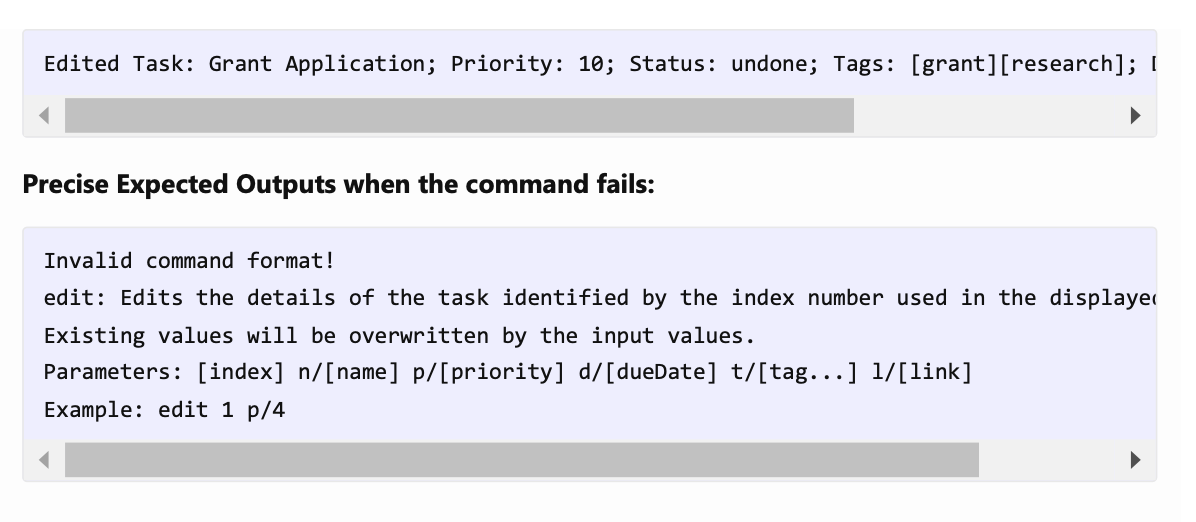 Edited Task: Grant Application; Priority: 10; Status: undone; Tags: [grant][research];
Precise Expected Outputs when the command fails:
Invalid command format!
edit: Edits the details of the task identified by the index number used in the displayed
Existing values will be overwritten by the input values.
Parameters: [index] n/[name] p/[priority] d/[dueDate] t/[tag...] l/[link]
Example: edit 1 p/4